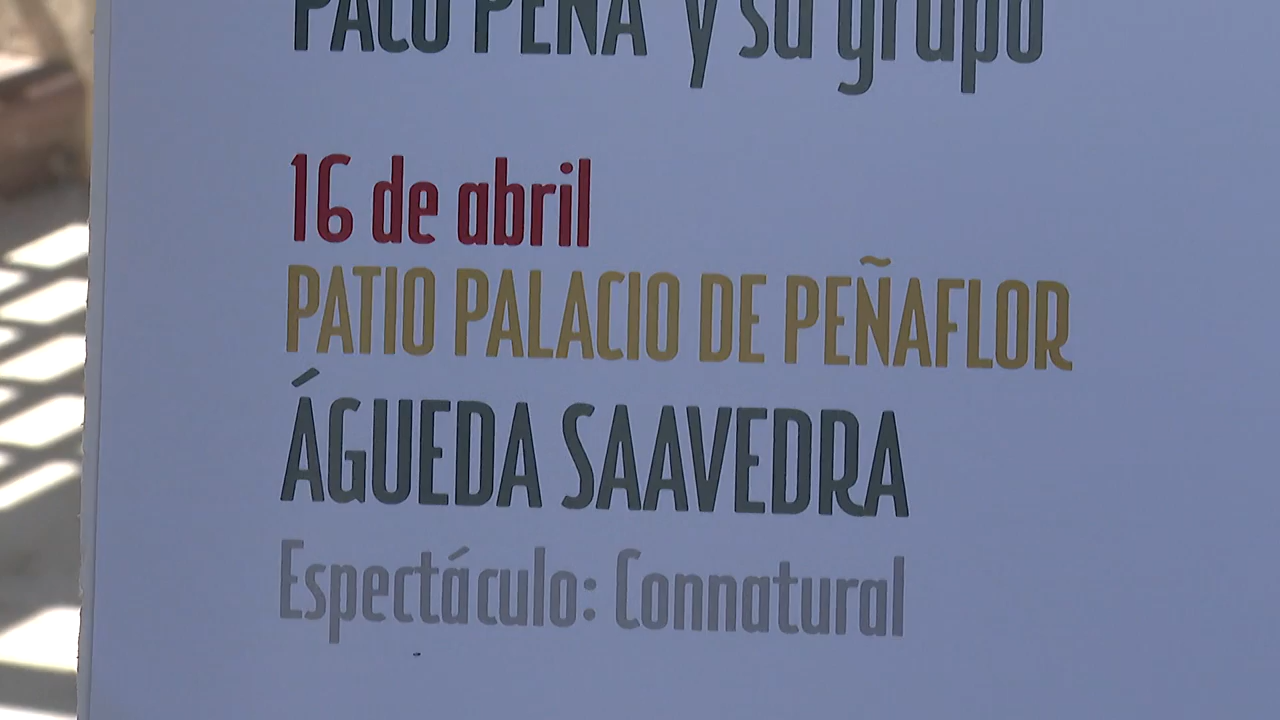 PACO PEÑA y su grupo
16 de abril
PATIO PALACIO DE PEÑAFLOR
ÁGUEDA SAAVEDRA
Espectáculo: Connatural